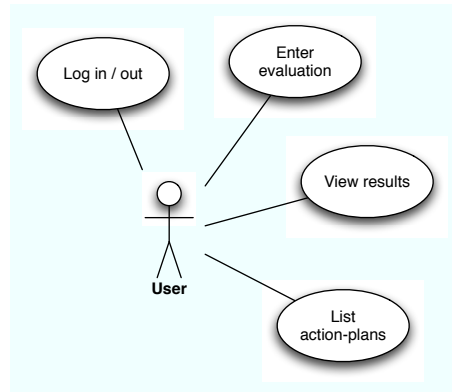 Log in / out
Enter
evaluation
View results
User
List
action-plans